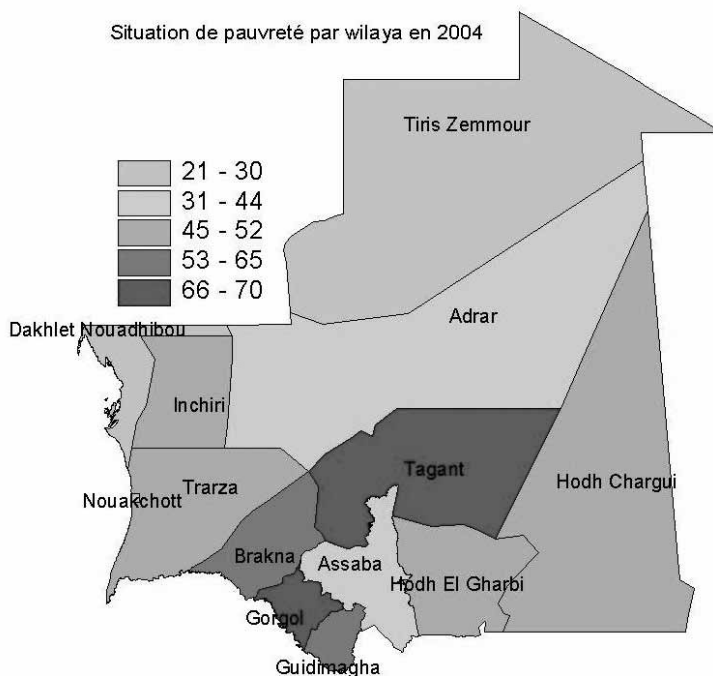 Situation de pauvreté par wilaya en 2004
Tiris Zemmour
21 - 30
31 - 44
45 - 52
53 - 65
66 - 70
Adrar
Dakhlet Nouadhibou
Inchiri
Tagant
Hodh Chargui
Trarza
Nouakchott
Brakna
Assaba
Hodh El Gharbi
Gorgol
Guidimagha